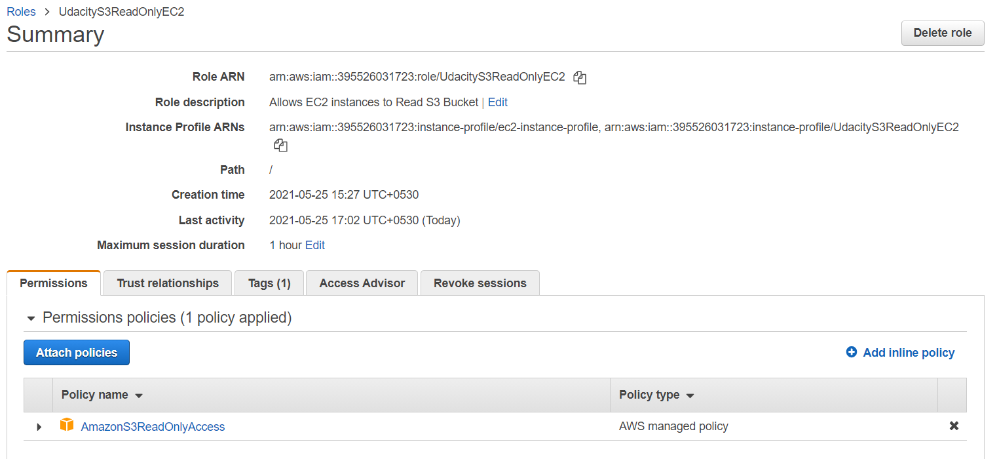 Roles > UdacityS3ReadOnlyEC2
Summary
Delete role
Role ARN arn:aws:iam::395526031723:role/UdacityS3ReadOnlyEC2
Role description Allows EC2 instances to Read S3 Bucket | Edit
Instance Profile ARNs arn:aws:iam::395526031723:instance-profile/ec2-instance-profile, arn:aws:iam::395526031723:instance-profile/UdacityS3ReadOnlyEC2
Path /
Creation time 2021-05-25 15:27 UTC+0530
Last activity 2021-05-25 17:02 UTC+0530 (Today)
Maximum session duration 1 hour Edit
Permissions Trust relationships Tags (1) Access Advisor Revoke sessions
Permissions policies (1 policy applied)
Attach policies Add inline policy
Policy name Policy type
AmazonS3ReadOnlyAccess AWS managed policy